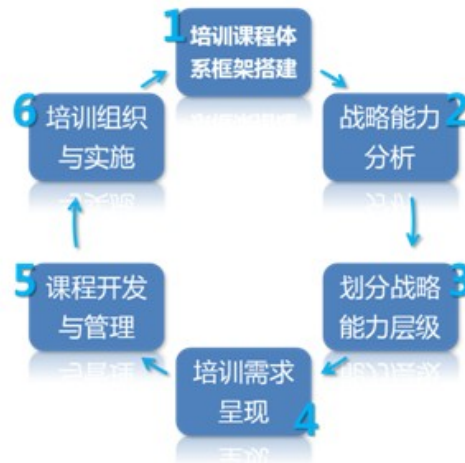 1
培训课程体
系框架搭建
2
战略能力
分析
3
划分战略
能力层级
4
培训需求
呈现
5
课程开发
与管理
6
培训组织
与实施